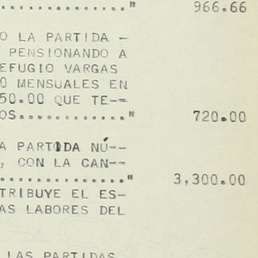 ................" 966.66
O LA PARTIDA -
PENSIONANDO A
EFUGIO VARGAS
0 MENSUALES EN
50.00 QUE TE--
OS.............." 720.00
A PARTIDA NÚ--
, CON LA CAN--
................" 3,300.00
TRIBUYE EL ES-
AS LABORES DEL
LAS PARTIDAS